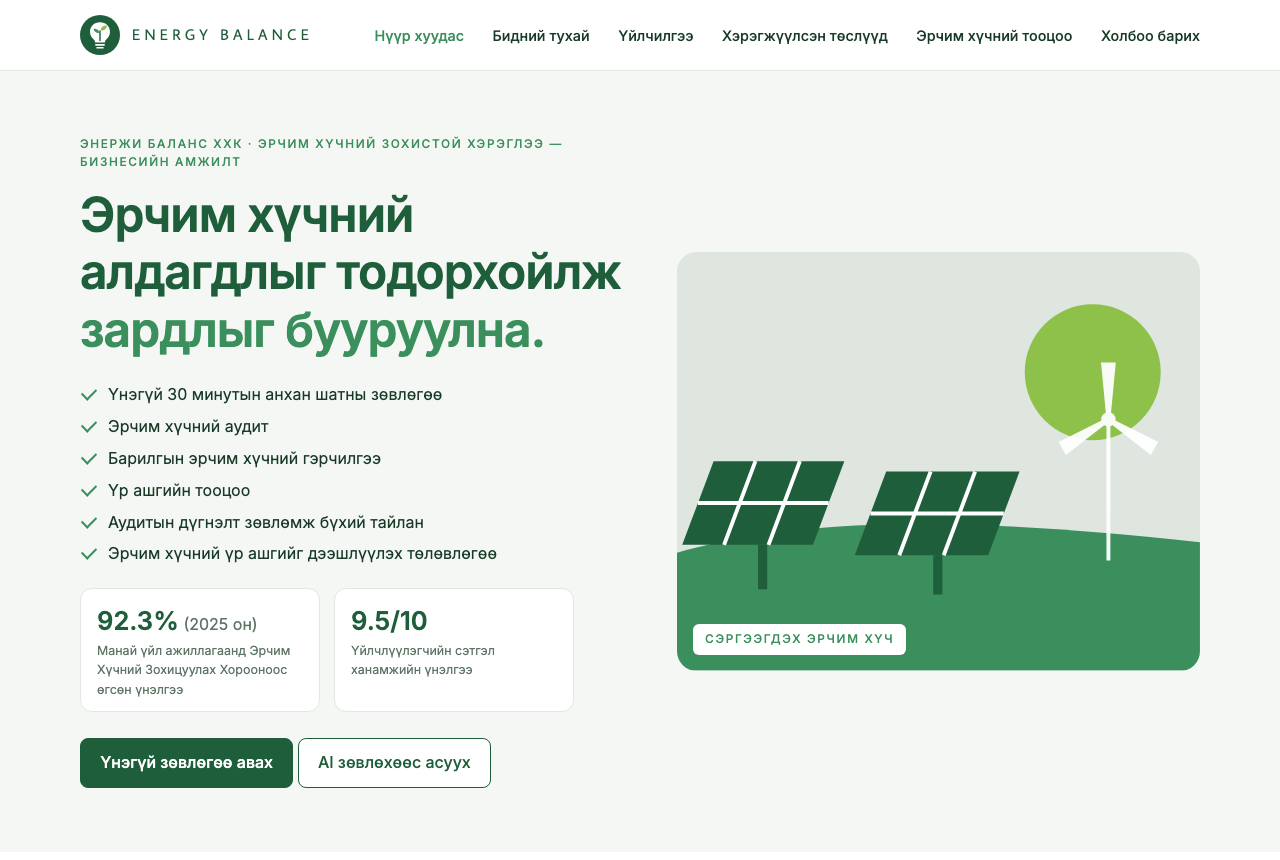 ENERGY BALANCE
Нүүр хуудас
Бидний тухай
Үйлчилгээ
Хэрэгжүүлсэн төслүүд
Эрчим хүчний тооцоо
Холбоо барих
ЭНЕРЖИ БАЛАНС ХХК · ЭРЧИМ ХҮЧНИЙ ЗОХИСТОЙ ХЭРЭГЛЭЭ —
БИЗНЕСИЙН АМЖИЛТ
Эрчим хүчний
алдагдлыг тодорхойлж
зардлыг бууруулна.
Үнэгүй 30 минутын анхан шатны зөвлөгөө
Эрчим хүчний аудит
Барилгын эрчим хүчний гэрчилгээ
Үр ашгийн тооцоо
Аудитын дүгнэлт зөвлөмж бүхий тайлан
Эрчим хүчний үр ашгийг дээшлүүлэх төлөвлөгөө
92.3% (2025 он)
Манай үйл ажиллагаанд Эрчим
Хүчний Зохицуулах Хорооноос
өгсөн үнэлгээ
9.5/10
Үйлчлүүлэгчийн сэтгэл
ханамжийн үнэлгээ
Үнэгүй зөвлөгөө авах
AI зөвлөхөөс асуух
СЭРГЭЭГДЭХ ЭРЧИМ ХҮЧ